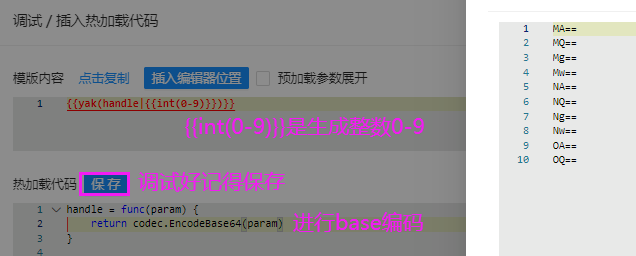 调试 / 插入热加载代码
模版内容 点击复制 插入编辑器位置 预加载参数展开
1 {{yak(handle|{{int(0-9)}})}}
{{int(0-9)}}是生成整数0-9
热加载代码 保存 调试好记得保存
1 handle = func(param) {
2 return codec.EncodeBase64(param) 进行base编码
3 }
4
1 MA==
2 MQ==
3 Mg==
4 Mw==
5 NA==
6 NQ==
7 Ng==
8 Nw==
9 OA==
10 OQ==